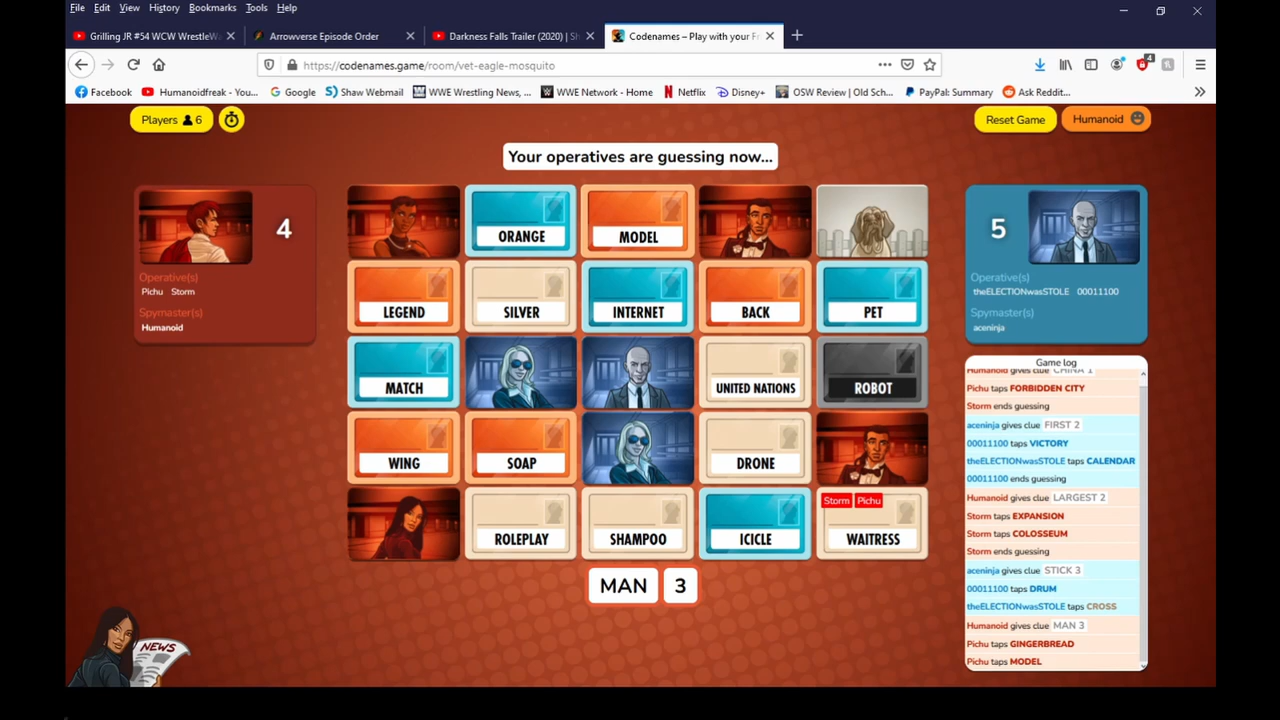 File Edit View History Bookmarks Tools Help
Grilling JR #54 WCW WrestleWa
Arrowverse Episode Order
Darkness Falls Trailer (2020) | SH
Codenames – Play with your Fr
https://codenames.game/room/vet-eagle-mosquito
4
Facebook
Humanoidfreak - You...
Google
Shaw Webmail
WWE Wrestling News, ...
WWE Network - Home
Netflix
Disney+
OSW Review | Old Sch...
PayPal: Summary
Ask Reddit...
Players 6
Reset Game
Humanoid
Your operatives are guessing now...
4
Operative(s)
Pichu Storm
Spymaster(s)
Humanoid
ORANGE
MODEL
LEGEND
SILVER
INTERNET
BACK
PET
MATCH
UNITED NATIONS
ROBOT
WING
SOAP
DRONE
ROLEPLAY
SHAMPOO
ICICLE
Storm Pichu
WAITRESS
MAN 3
NEWS
5
Operative(s)
theELECTIONwasSTOLE 00011100
Spymaster(s)
aceninja
Game log
Humanoid gives clue CHINA 1
Pichu taps FORBIDDEN CITY
Storm ends guessing
aceninja gives clue FIRST 2
00011100 taps VICTORY
theELECTIONwasSTOLE taps CALENDAR
00011100 ends guessing
Humanoid gives clue LARGEST 2
Storm taps EXPANSION
Storm taps COLOSSEUM
Storm ends guessing
aceninja gives clue STICK 3
00011100 taps DRUM
theELECTIONwasSTOLE taps CROSS
Humanoid gives clue MAN 3
Pichu taps GINGERBREAD
Pichu taps MODEL